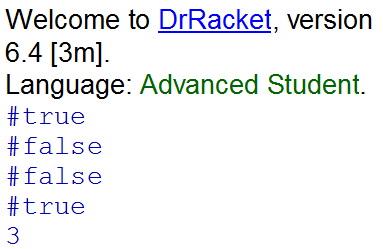 Welcome to DrRacket, version
6.4 [3m].
Language: Advanced Student.
#true
#false
#false
#true
3